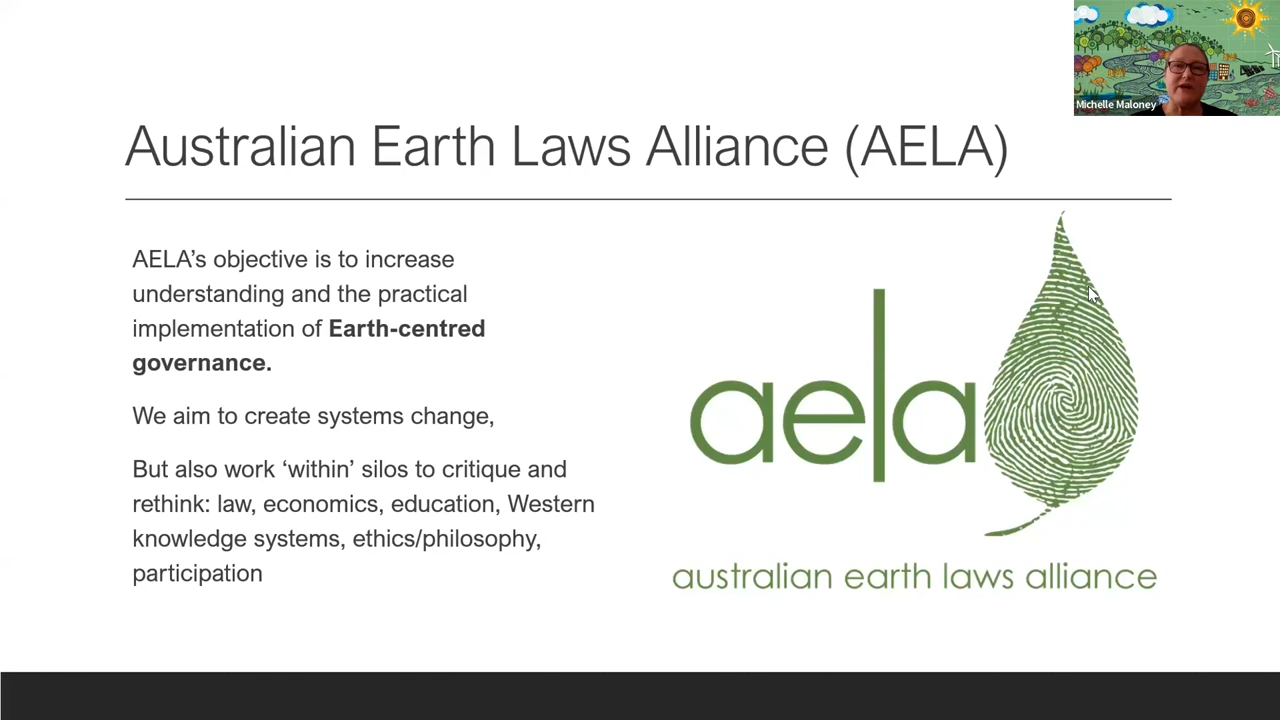 Michelle Maloney
Australian Earth Laws Alliance (AELA)
AELA’s objective is to increase
understanding and the practical
implementation of Earth-centred
governance.
We aim to create systems change,
But also work ‘within’ silos to critique and
rethink: law, economics, education, Western
knowledge systems, ethics/philosophy,
participation
aela
australian earth laws alliance